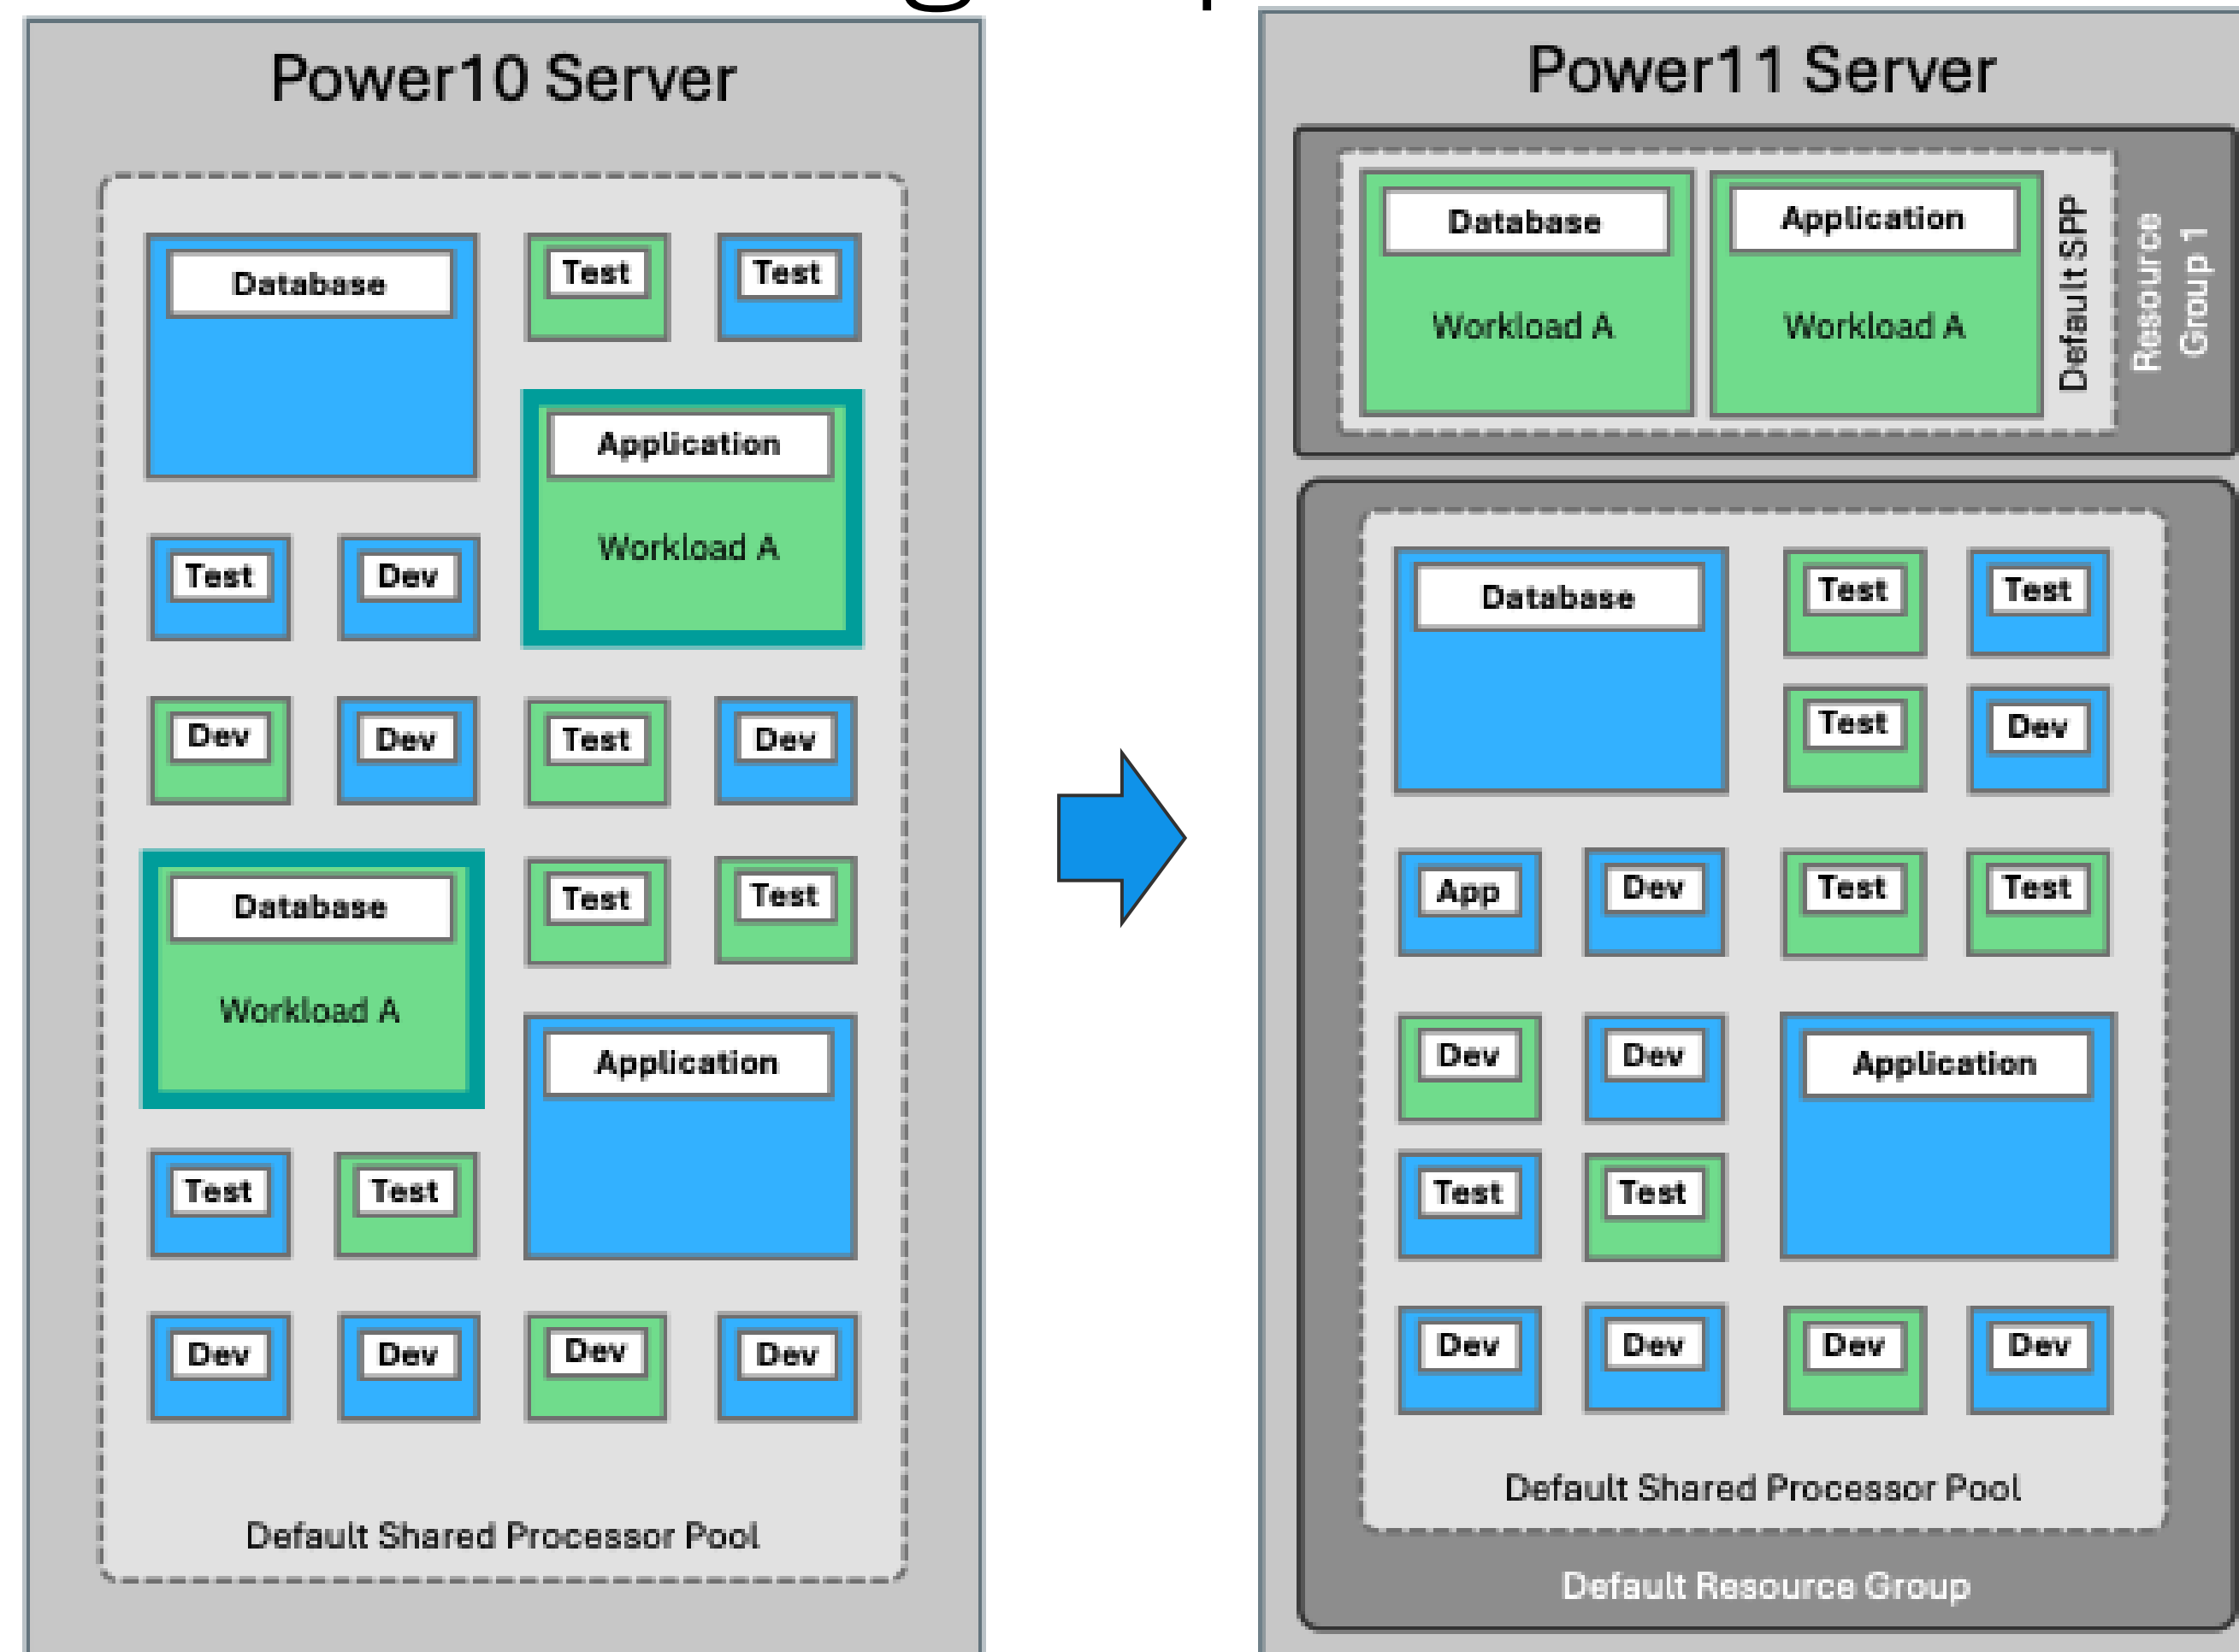 Power10 Server
Database
Test
Test
Application
Workload A
Test
Dev
Dev
Dev
Test
Dev
Database
Workload A
Test
Test
Application
Test
Test
Dev
Dev
Dev
Dev
Default Shared Processor Pool
Power11 Server
Database
Workload A
Application
Workload A
Default SPP
Resource
Group 1
Database
Test
Test
Test
Dev
App
Dev
Test
Test
Dev
Dev
Application
Test
Test
Dev
Dev
Dev
Dev
Default Shared Processor Pool
Default Resource Group